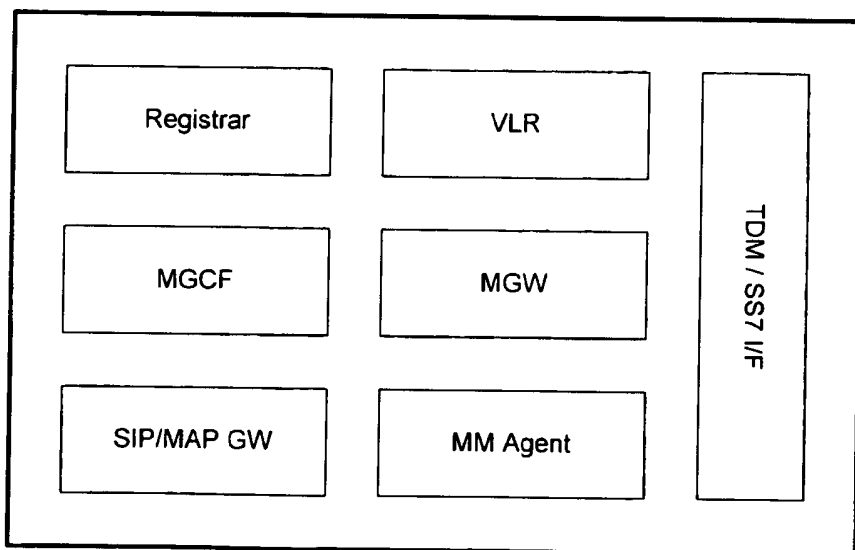 Registrar
VLR
MGCF
MGW
SIP/MAP GW
MM Agent
TDM / SS7 I/F